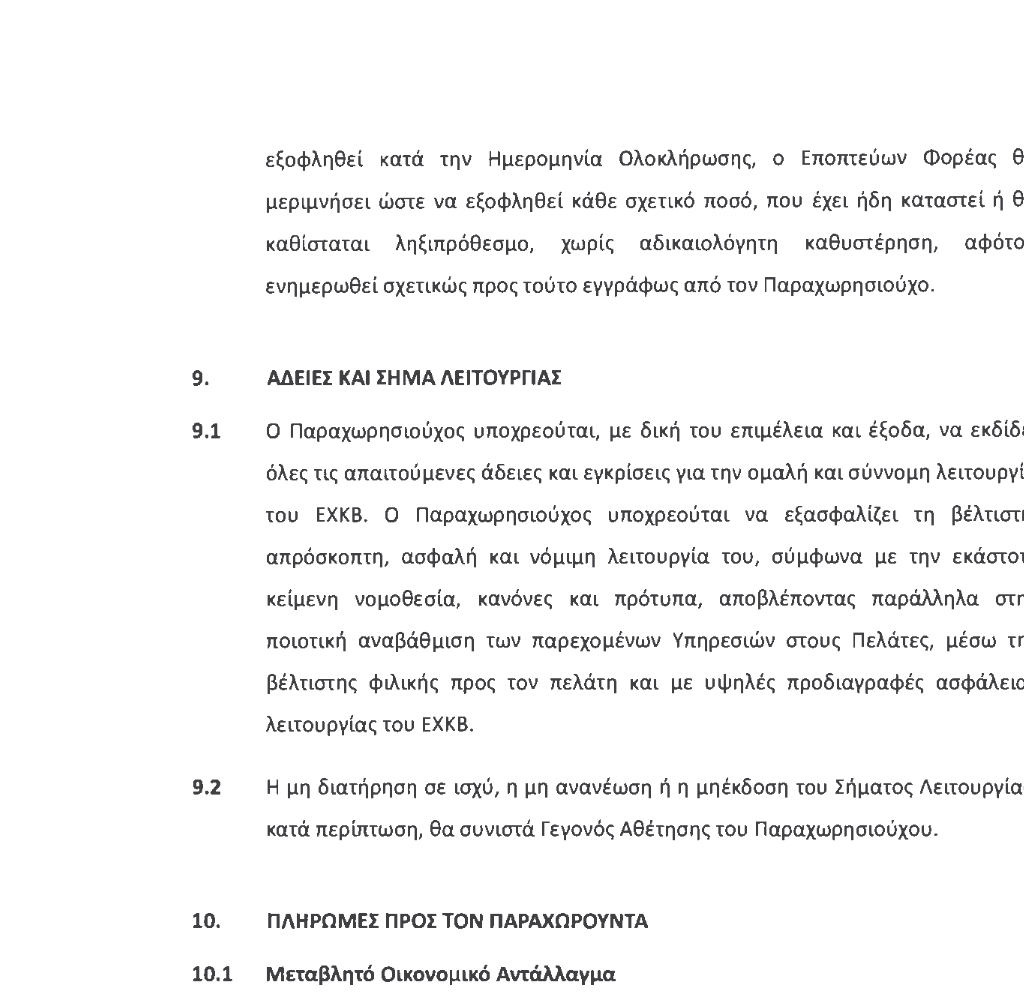 εξοφληθεί κατά την Ημερομηνία Ολοκλήρωσης, ο Εποπτεύων Φορέας θ
μεριμνήσει ώστε να εξοφληθεί κάθε σχετικό ποσό, που έχει ήδη καταστεί ή θ
καθίσταται ληξιπρόθεσμο, χωρίς αδικαιολόγητη καθυστέρηση, αφότο
ενημερωθεί σχετικώς προς τούτο εγγράφως από τον Παραχωρησιούχο.
9. ΑΔΕΙΕΣ ΚΑΙ ΣΗΜΑ ΛΕΙΤΟΥΡΓΙΑΣ
9.1 Ο Παραχωρησιούχος υποχρεούται, με δική του επιμέλεια και έξοδα, να εκδίδε
όλες τις απαιτούμενες άδειες και εγκρίσεις για την ομαλή και σύννομη λειτουργί
του ΕΧΚΒ. Ο Παραχωρησιούχος υποχρεούται να εξασφαλίζει τη βέλτιστη
απρόσκοπτη, ασφαλή και νόμιμη λειτουργία του, σύμφωνα με την εκάστοτ
κείμενη νομοθεσία, κανόνες και πρότυπα, αποβλέποντας παράλληλα στη
ποιοτική αναβάθμιση των παρεχομένων Υπηρεσιών στους Πελάτες, μέσω τη
βέλτιστης φιλικής προς τον πελάτη και με υψηλές προδιαγραφές ασφάλεια
λειτουργίας του ΕΧΚΒ.
9.2 Η μη διατήρηση σε ισχύ, η μη ανανέωση ή η μηέκδοση του Σήματος Λειτουργίας
κατά περίπτωση, θα συνιστά Γεγονός Αθέτησης του Παραχωρησιούχου.
10. ΠΛΗΡΩΜΕΣ ΠΡΟΣ ΤΟΝ ΠΑΡΑΧΩΡΟΥΝΤΑ
10.1 Μεταβλητό Οικονομικό Αντάλλαγμα